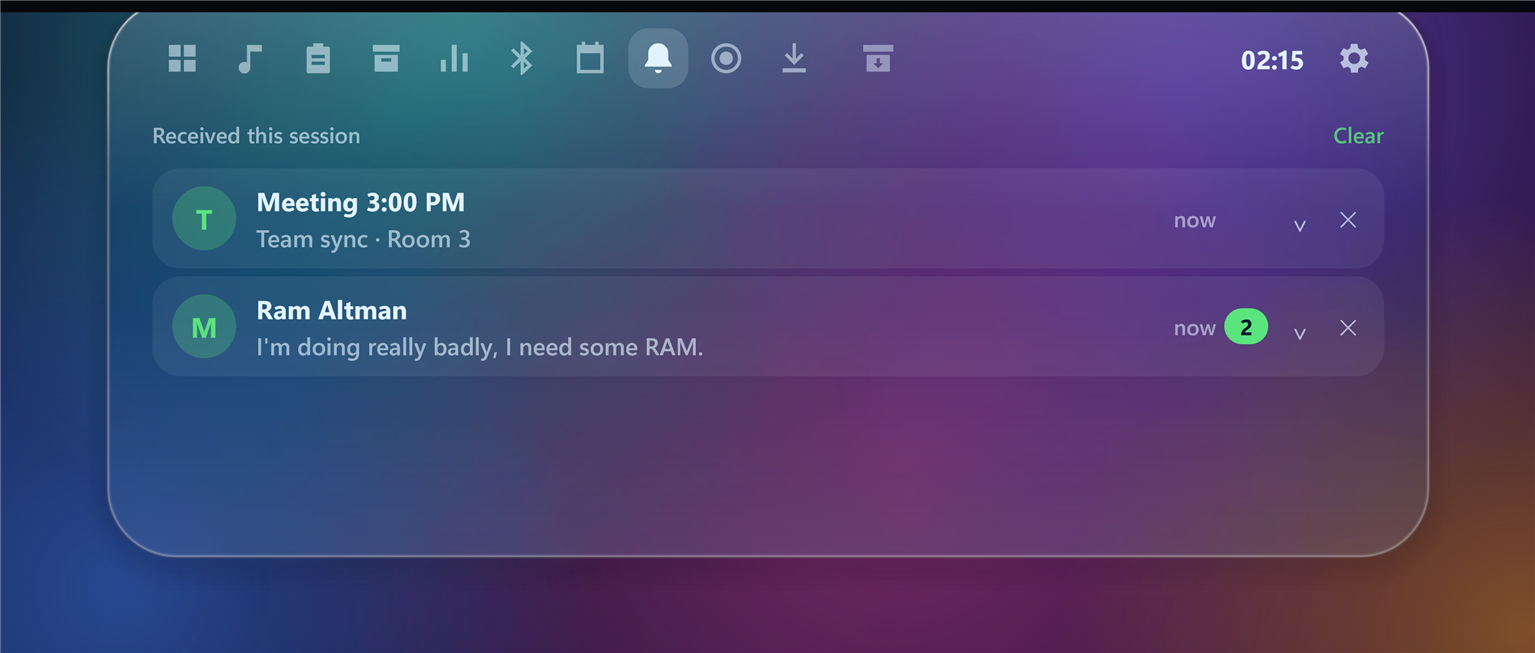 02:15
Received this session
Clear
T
Meeting 3:00 PM
Team sync · Room 3
now
M
Ram Altman
I'm doing really badly, I need some RAM.
now
2